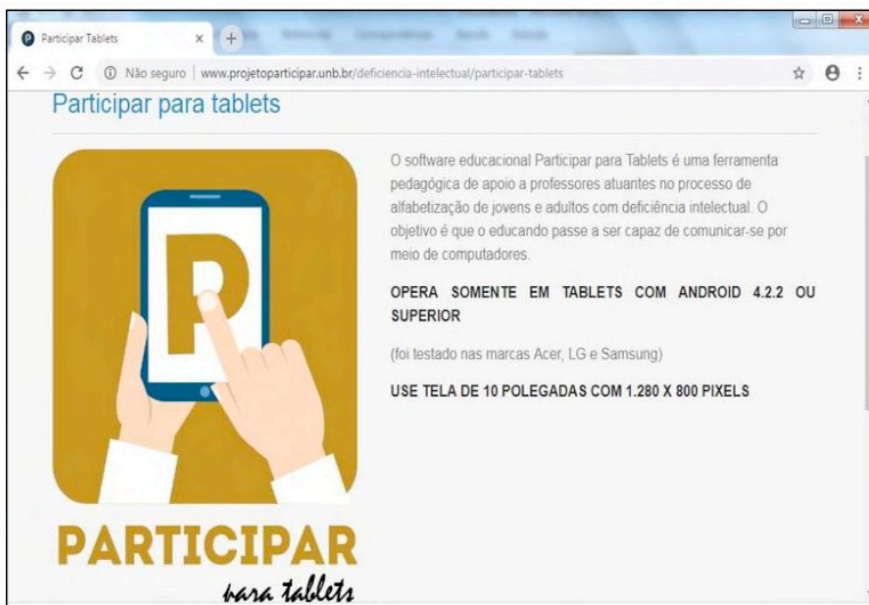 Participar Tablets
Não seguro | www.projetoparticipar.unb.br/deficiencia-intelectual/participar-tablets
Participar para tablets
O software educacional Participar para Tablets é uma ferramenta
pedagógica de apoio a professores atuantes no processo de
alfabetização de jovens e adultos com deficiência intelectual. O
objetivo é que o educando passe a ser capaz de comunicar-se por
meio de computadores.
OPERA SOMENTE EM TABLETS COM ANDROID 4.2.2 OU
SUPERIOR
(foi testado nas marcas Acer, LG e Samsung)
USE TELA DE 10 POLEGADAS COM 1.280 X 800 PIXELS
P
PARTICIPAR
para tablets